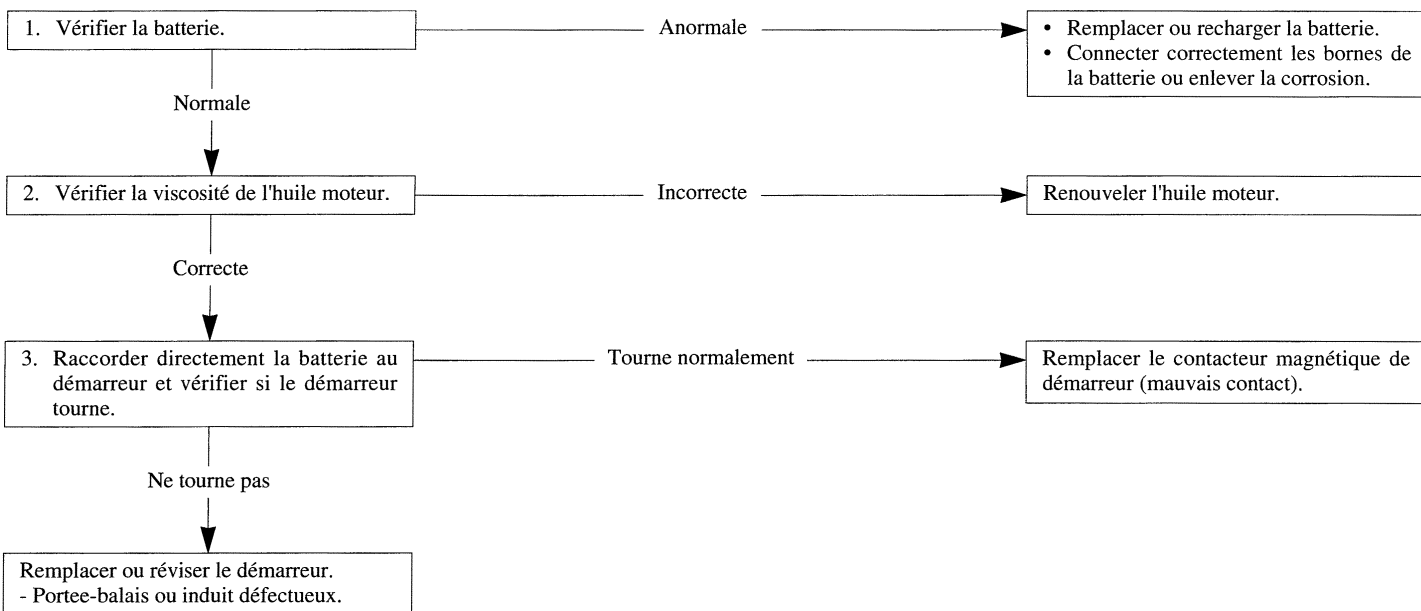 1. Vérifier la batterie.
Anormale
• Remplacer ou recharger la batterie.
• Connecter correctement les bornes de
la batterie ou enlever la corrosion.
Normale
2. Vérifier la viscosité de l'huile moteur.
Incorrecte
Renouveler l'huile moteur.
Correcte
3. Raccorder directement la batterie au
démarreur et vérifier si le démarreur
tourne.
Tourne normalement
Remplacer le contacteur magnétique de
démarreur (mauvais contact).
Ne tourne pas
Remplacer ou réviser le démarreur.
- Portee-balais ou induit défectueux.